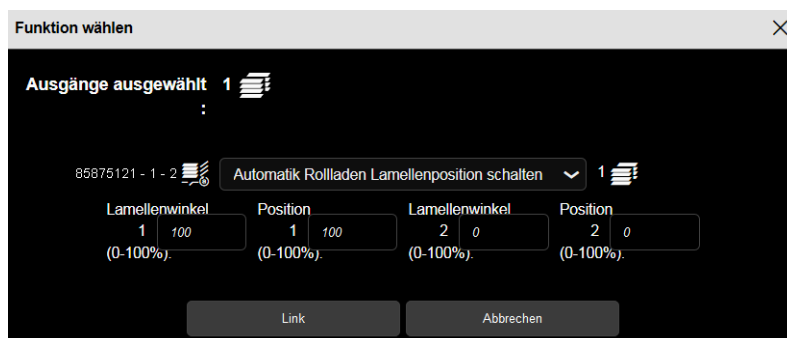 Funktion wählen
Ausgänge ausgewählt 1
:
85875121 - 1 - 2 Automatik Rollladen Lamellenposition schalten 1
Lamellenwinkel Position Lamellenwinkel Position
1 100 1 100 2 0 2 0
(0-100%). (0-100%). (0-100%). (0-100%).
Link Abbrechen